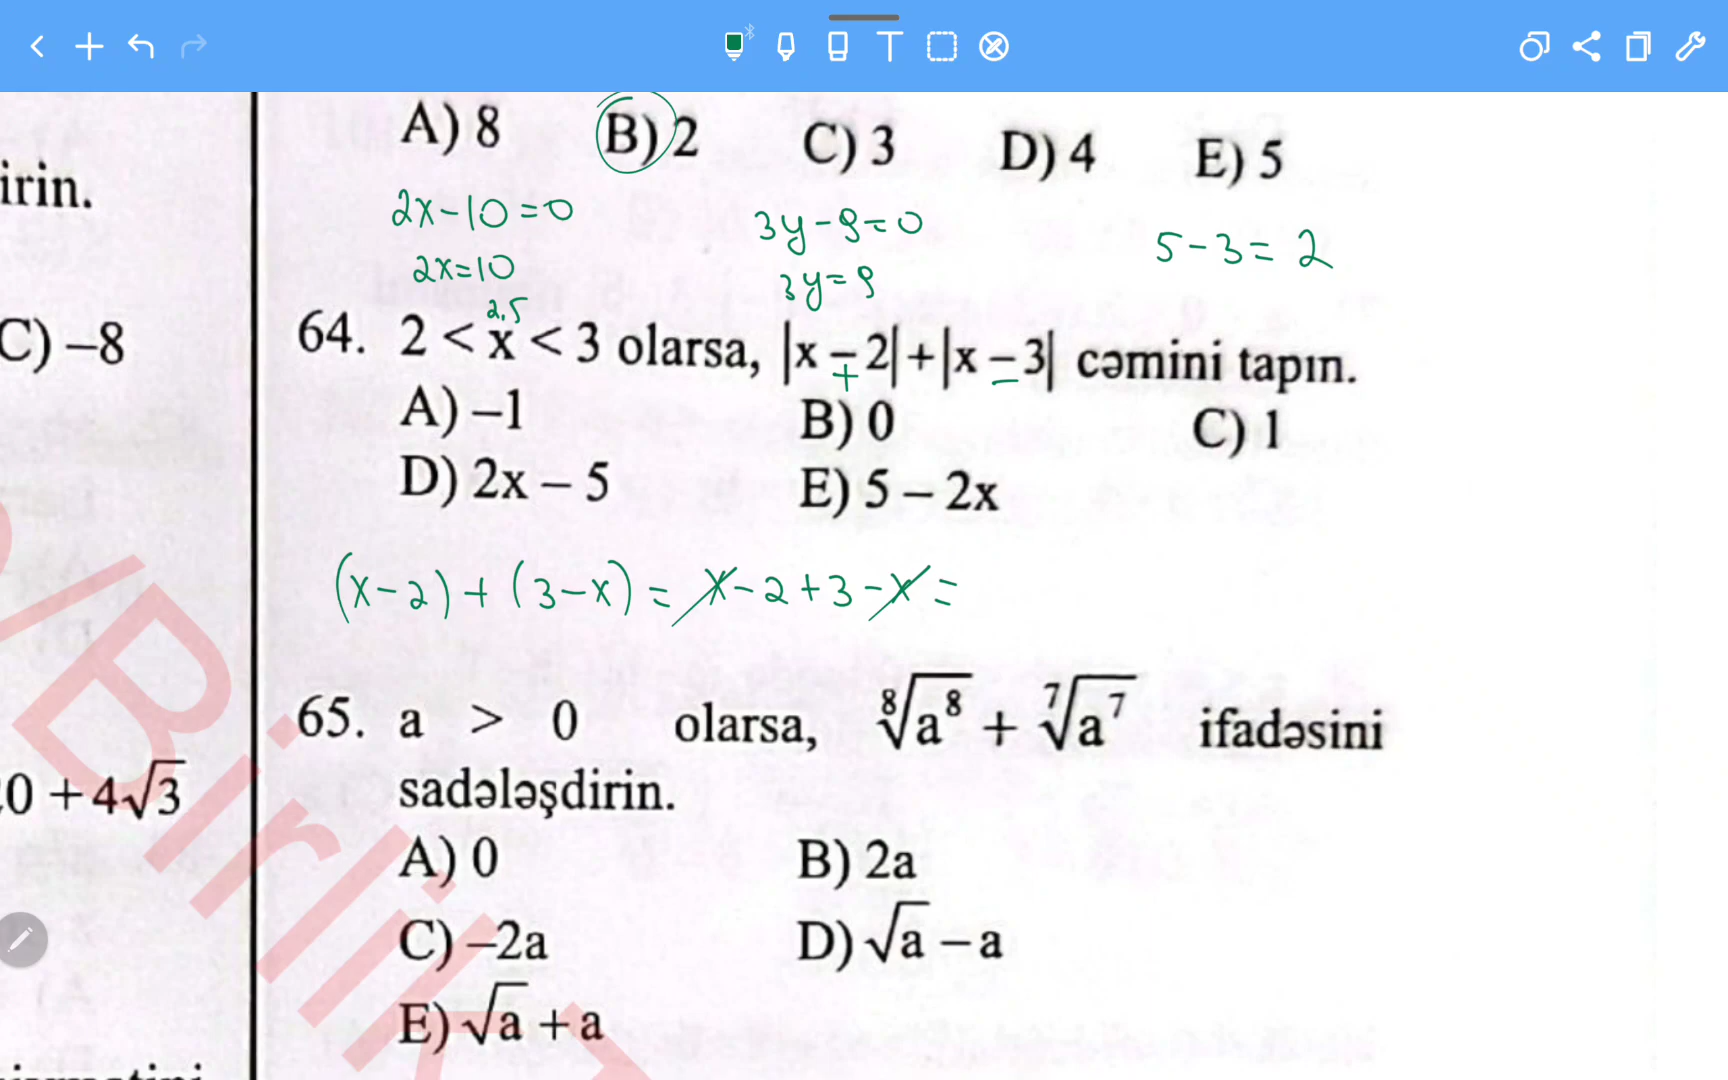 A) 8 B) 2 C) 3 D) 4 E) 5
irin.
2x-10=0 3y-9=0 5-3=2
2x=10 3y=9
2,5
C) –8
64. 2 < x < 3 olarsa, |x – 2| + |x – 3| cəmini tapın.
+ –
A) –1 B) 0 C) 1
D) 2x – 5 E) 5 – 2x
(x-2)+(3-x)=x-2+3-x=
65. a > 0 olarsa, ⁸√a⁸ + ⁷√a⁷ ifadəsini
sadələşdirin.
0 + 4√3
A) 0 B) 2a
C) –2a D) √a – a
E) √a + a
/Birlik